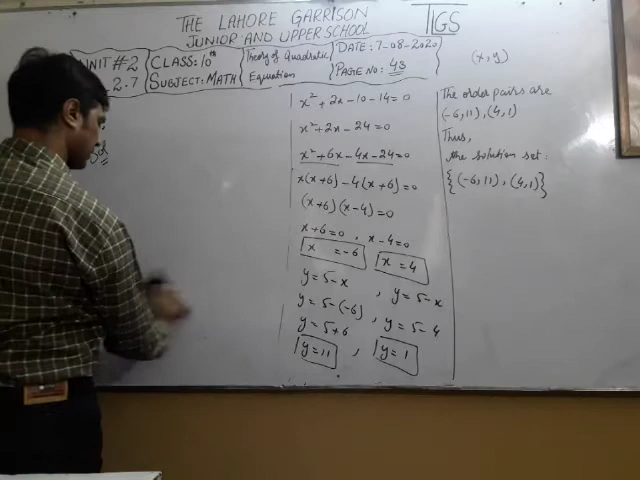 THE LAHORE GARRISON
JUNIOR AND UPPER SCHOOL
TIGS
UNIT #2
2.7
CLASS: 10th
SUBJECT: MATH
Theory of Quadratic
Equation
DATE: 7-08-2020
PAGE NO: 43
(x, y)
Sol
x² + 2x - 10 - 14 = 0
x² + 2x - 24 = 0
x² + 6x - 4x - 24 = 0
x(x+6) - 4(x+6) = 0
(x+6)(x-4) = 0
x+6=0 , x-4=0
x = -6 x = 4
y = 5-x , y = 5-x
y = 5-(-6) , y = 5-4
y = 5+6
y = 11 , y = 1
The order pairs are
(-6, 11), (4, 1)
Thus,
the solution set:
{(-6, 11), (4, 1)}